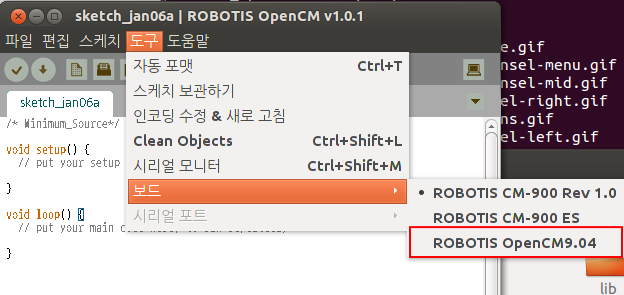 sketch_jan06a | ROBOTIS OpenCM v1.0.1
파일 편집 스케치 도구 도움말
sketch_jan06a
/* Minimum_Source*/
void setup() {
// put your setup
}
void loop() {
// put your main
}
자동 포맷 Ctrl+T
스케치 보관하기
인코딩 수정 & 새로 고침
Clean Objects Ctrl+Shift+L
시리얼 모니터 Ctrl+Shift+M
보드
시리얼 포트
ROBOTIS CM-900 Rev 1.0
ROBOTIS CM-900 ES
ROBOTIS OpenCM9.04
e.gif
nsel-menu.gif
nsel-mid.gif
el-right.gif
ns.gif
el-left.gif
lib